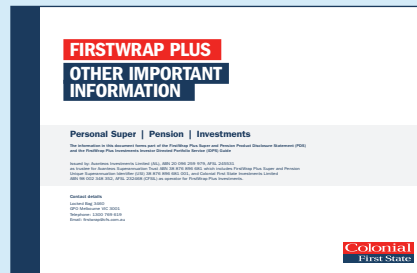 FIRSTWRAP PLUS
OTHER IMPORTANT
INFORMATION
Personal Super | Pension | Investments
The information in this document forms part of the FirstWrap Plus Super and Pension Product Disclosure Statement (PDS)
and the FirstWrap Plus Investments Investor Directed Portfolio Service (IDPS) Guide
Issued by: Avanteos Investments Limited (AIL), ABN 20 096 259 979, AFSL 245531
as trustee for Avanteos Superannuation Trust ABN 38 876 896 681 which includes FirstWrap Plus Super and Pension
Unique Superannuation Identifier (USI) 38 876 896 681 001, and Colonial First State Investments Limited
ABN 98 002 348 352, AFSL 232468 (CFSIL) as operator for FirstWrap Plus Investments.
Contact details
Locked Bag 3460
GPO Melbourne VIC 3001
Telephone: 1300 769 619
Email: firstwrap@cfs.com.au
Colonial
First State